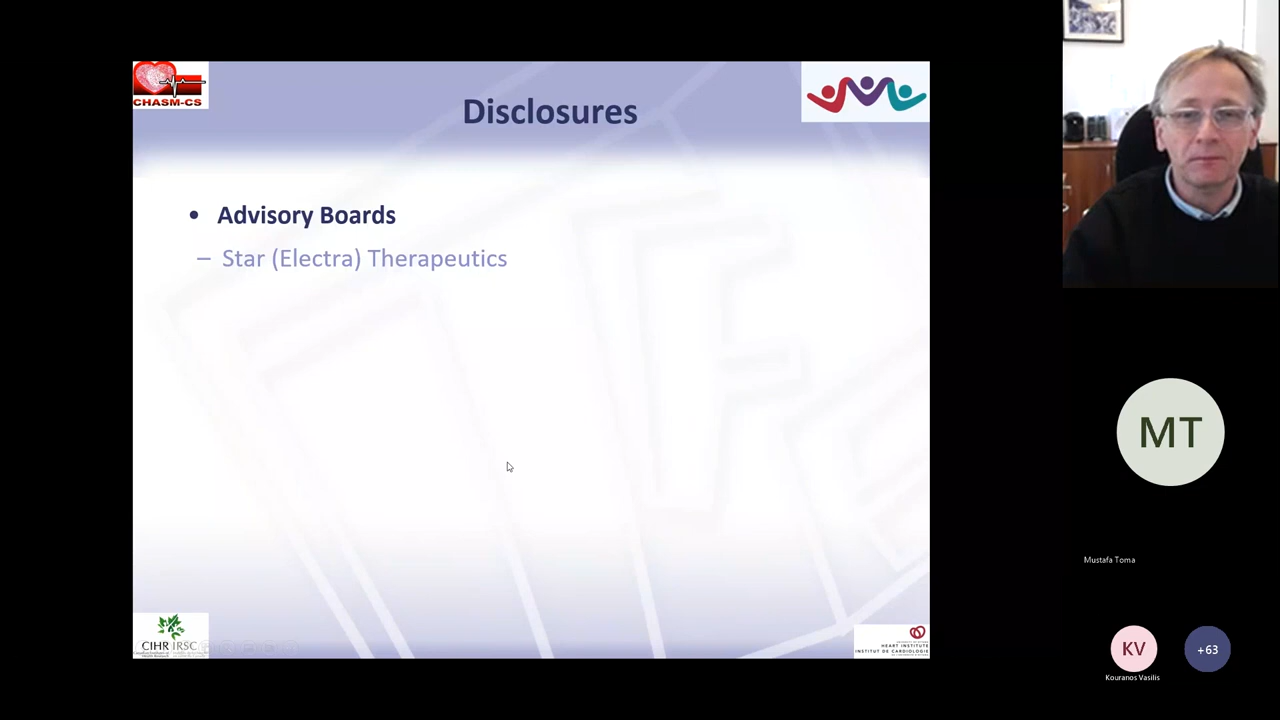 CHASM-CS
Disclosures
• Advisory Boards
– Star (Electra) Therapeutics
CIHR IRSC
HEART INSTITUTE
INSTITUT DE CARDIOLOGIE
MT
Mustafa Toma
KV
+63
Kouranos Vasilis